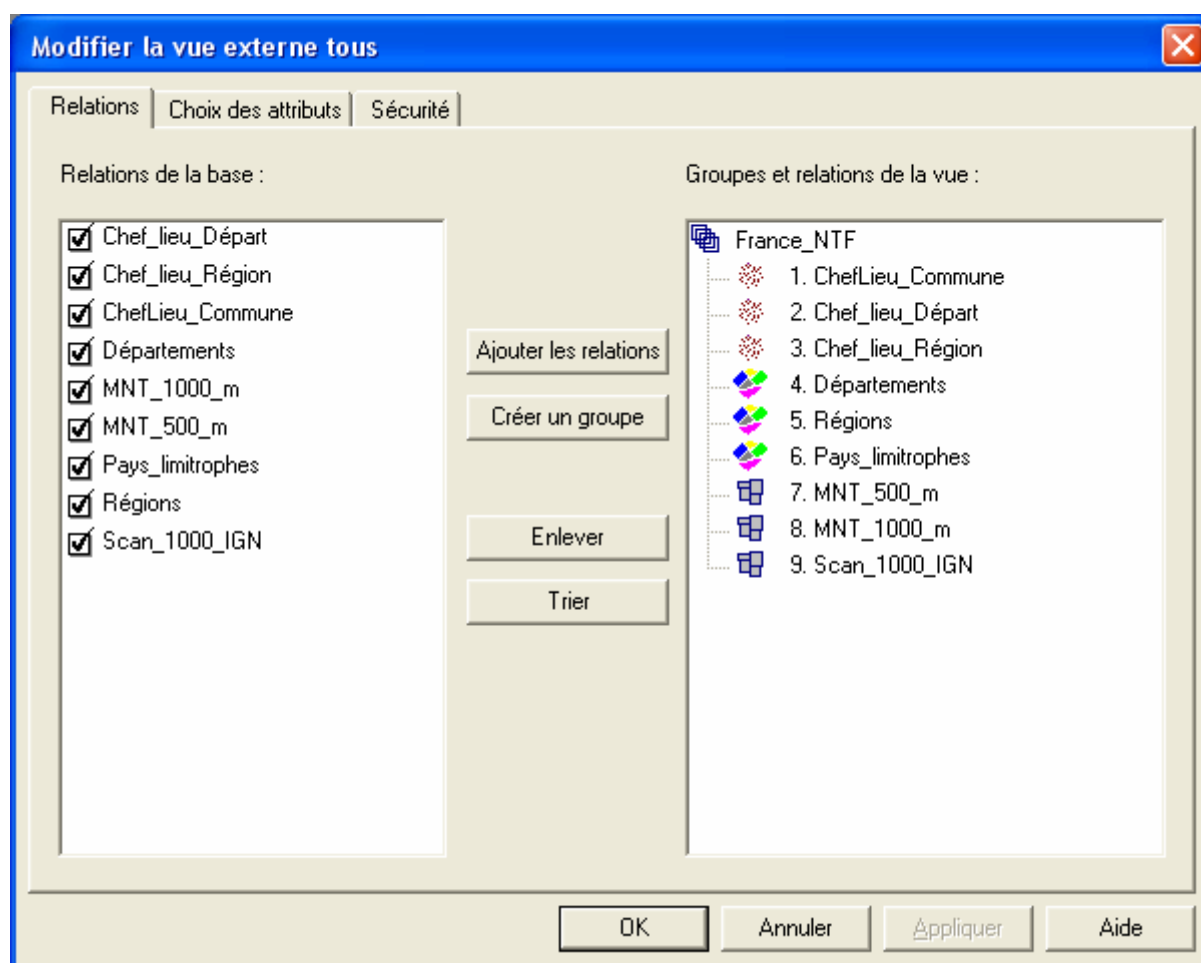 Modifier la vue externe tous
Relations
Choix des attributs
Sécurité
Relations de la base :
Chef_lieu_Départ
Chef_lieu_Région
ChefLieu_Commune
Départements
MNT_1000_m
MNT_500_m
Pays_limitrophes
Régions
Scan_1000_IGN
Ajouter les relations
Créer un groupe
Enlever
Trier
Groupes et relations de la vue :
France_NTF
1. ChefLieu_Commune
2. Chef_lieu_Départ
3. Chef_lieu_Région
4. Départements
5. Régions
6. Pays_limitrophes
7. MNT_500_m
8. MNT_1000_m
9. Scan_1000_IGN
OK
Annuler
Appliquer
Aide